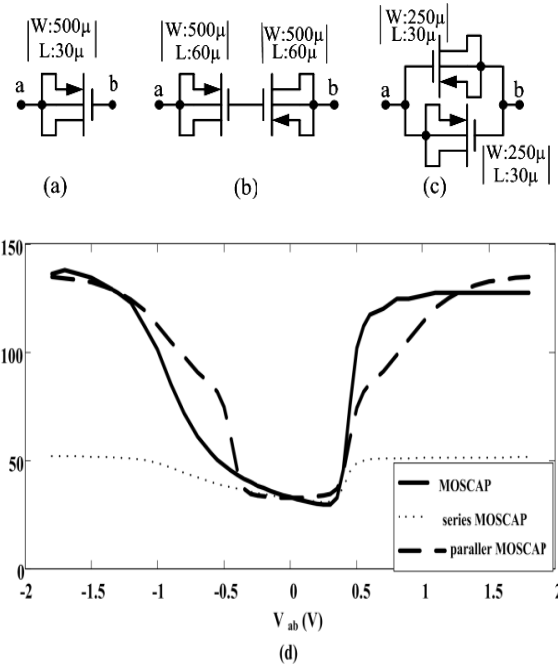 W:500µ
L:30µ
a
b
(a)
W:500µ
L:60µ
W:500µ
L:60µ
a
b
(b)
W:250µ
L:30µ
a
b
W:250µ
L:30µ
(c)
150
100
50
0
-2
-1.5
-1
-0.5
0
0.5
1
1.5
2
MOSCAP
series MOSCAP
paraller MOSCAP
V ab (V)
(d)